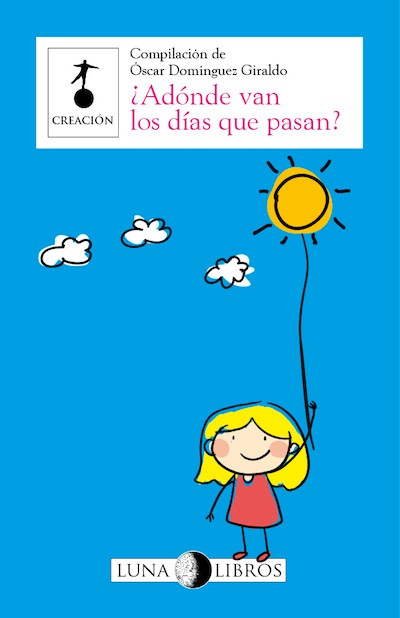 Compilación de
Óscar Domínguez Giraldo
¿Adónde van
los días que pasan?
CREACIÓN
LUNA LIBROS